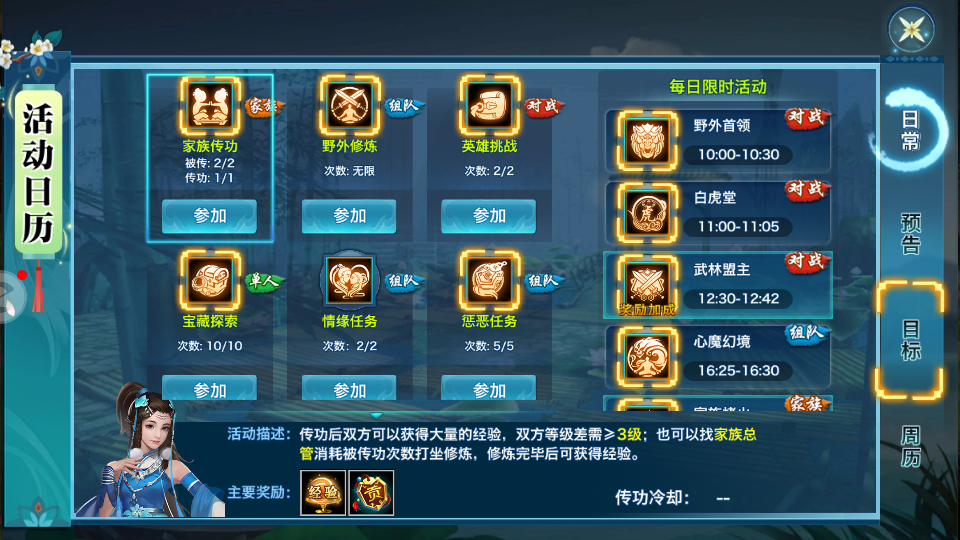 活动日历
家族
家族传功
被传: 2/2
传功: 1/1
参加
组队
野外修炼
次数: 无限
参加
对战
英雄挑战
次数: 2/2
参加
单人
宝藏探索
次数: 10/10
参加
组队
情缘任务
次数: 2/2
参加
组队
惩恶任务
次数: 5/5
参加
每日限时活动
野外首领
对战
10:00-10:30
虎
白虎堂
对战
11:00-11:05
武林盟主
对战
奖励加成
12:30-12:42
心魔幻境
组队
16:25-16:30
家族
日常
预告
目标
周历
活动描述: 传功后双方可以获得大量的经验，双方等级差需≥3级；也可以找家族总
管消耗被传功次数打坐修炼，修炼完毕后可获得经验。
主要奖励:
经验
贡
传功冷却: --